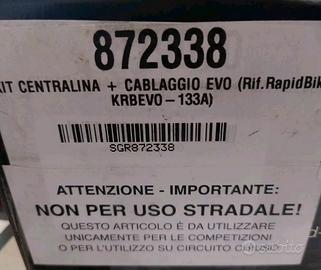 872338
KIT CENTRALINA + CABLAGGIO EVO (Rif.RapidBik
KRBEVO-133A)
SGR872338
ATTENZIONE - IMPORTANTE:
NON PER USO STRADALE!
QUESTO ARTICOLO È DA UTILIZZARE
UNICAMENTE PER LE COMPETIZIONI
O PER L'UTILIZZO SU CIRCUITO CHIUSO